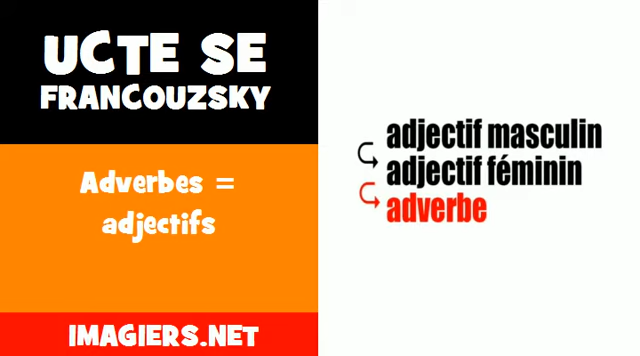 UCTE SE
FRANCOUZSKY
Adverbes =
adjectifs
IMAGIERS.NET
adjectif masculin
adjectif féminin
adverbe